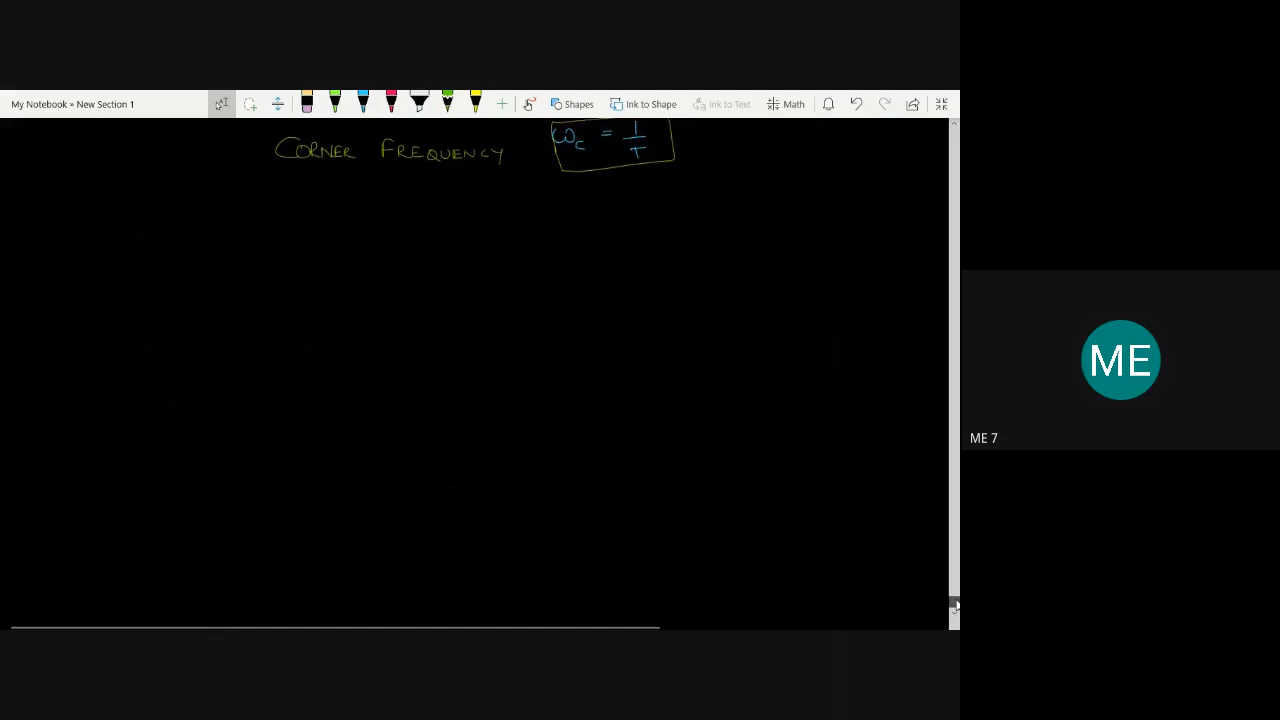 My Notebook » New Section 1
Shapes
Ink to Shape
Ink to Text
Math
CORNER FREQUENCY ωc = 1/T
ME
ME 7